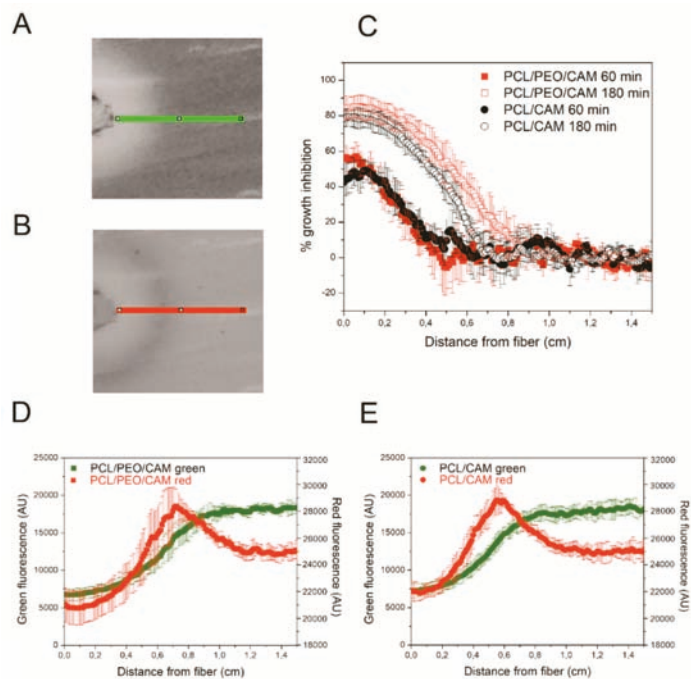 A
B
C
% growth inhibition
100
80
60
40
20
0
-20
PCL/PEO/CAM 60 min
PCL/PEO/CAM 180 min
PCL/CAM 60 min
PCL/CAM 180 min
0,0 0,2 0,4 0,6 0,8 1,0 1,2 1,4
Distance from fiber (cm)
D
Green fluorescence (AU)
25000
20000
15000
10000
5000
0
PCL/PEO/CAM green
PCL/PEO/CAM red
32000
30000
28000
26000
24000
22000
20000
18000
Red fluorescence
(AU)
0,0 0,2 0,4 0,6 0,8 1,0 1,2 1,4
Distance from fiber (cm)
E
Green fluorescence (AU)
25000
20000
15000
10000
5000
0
PCL/CAM green
PCL/CAM red
32000
30000
28000
26000
24000
22000
20000
18000
Red fluorescence
(AU)
0,0 0,2 0,4 0,6 0,8 1,0 1,2 1,4
Distance from fiber (cm)